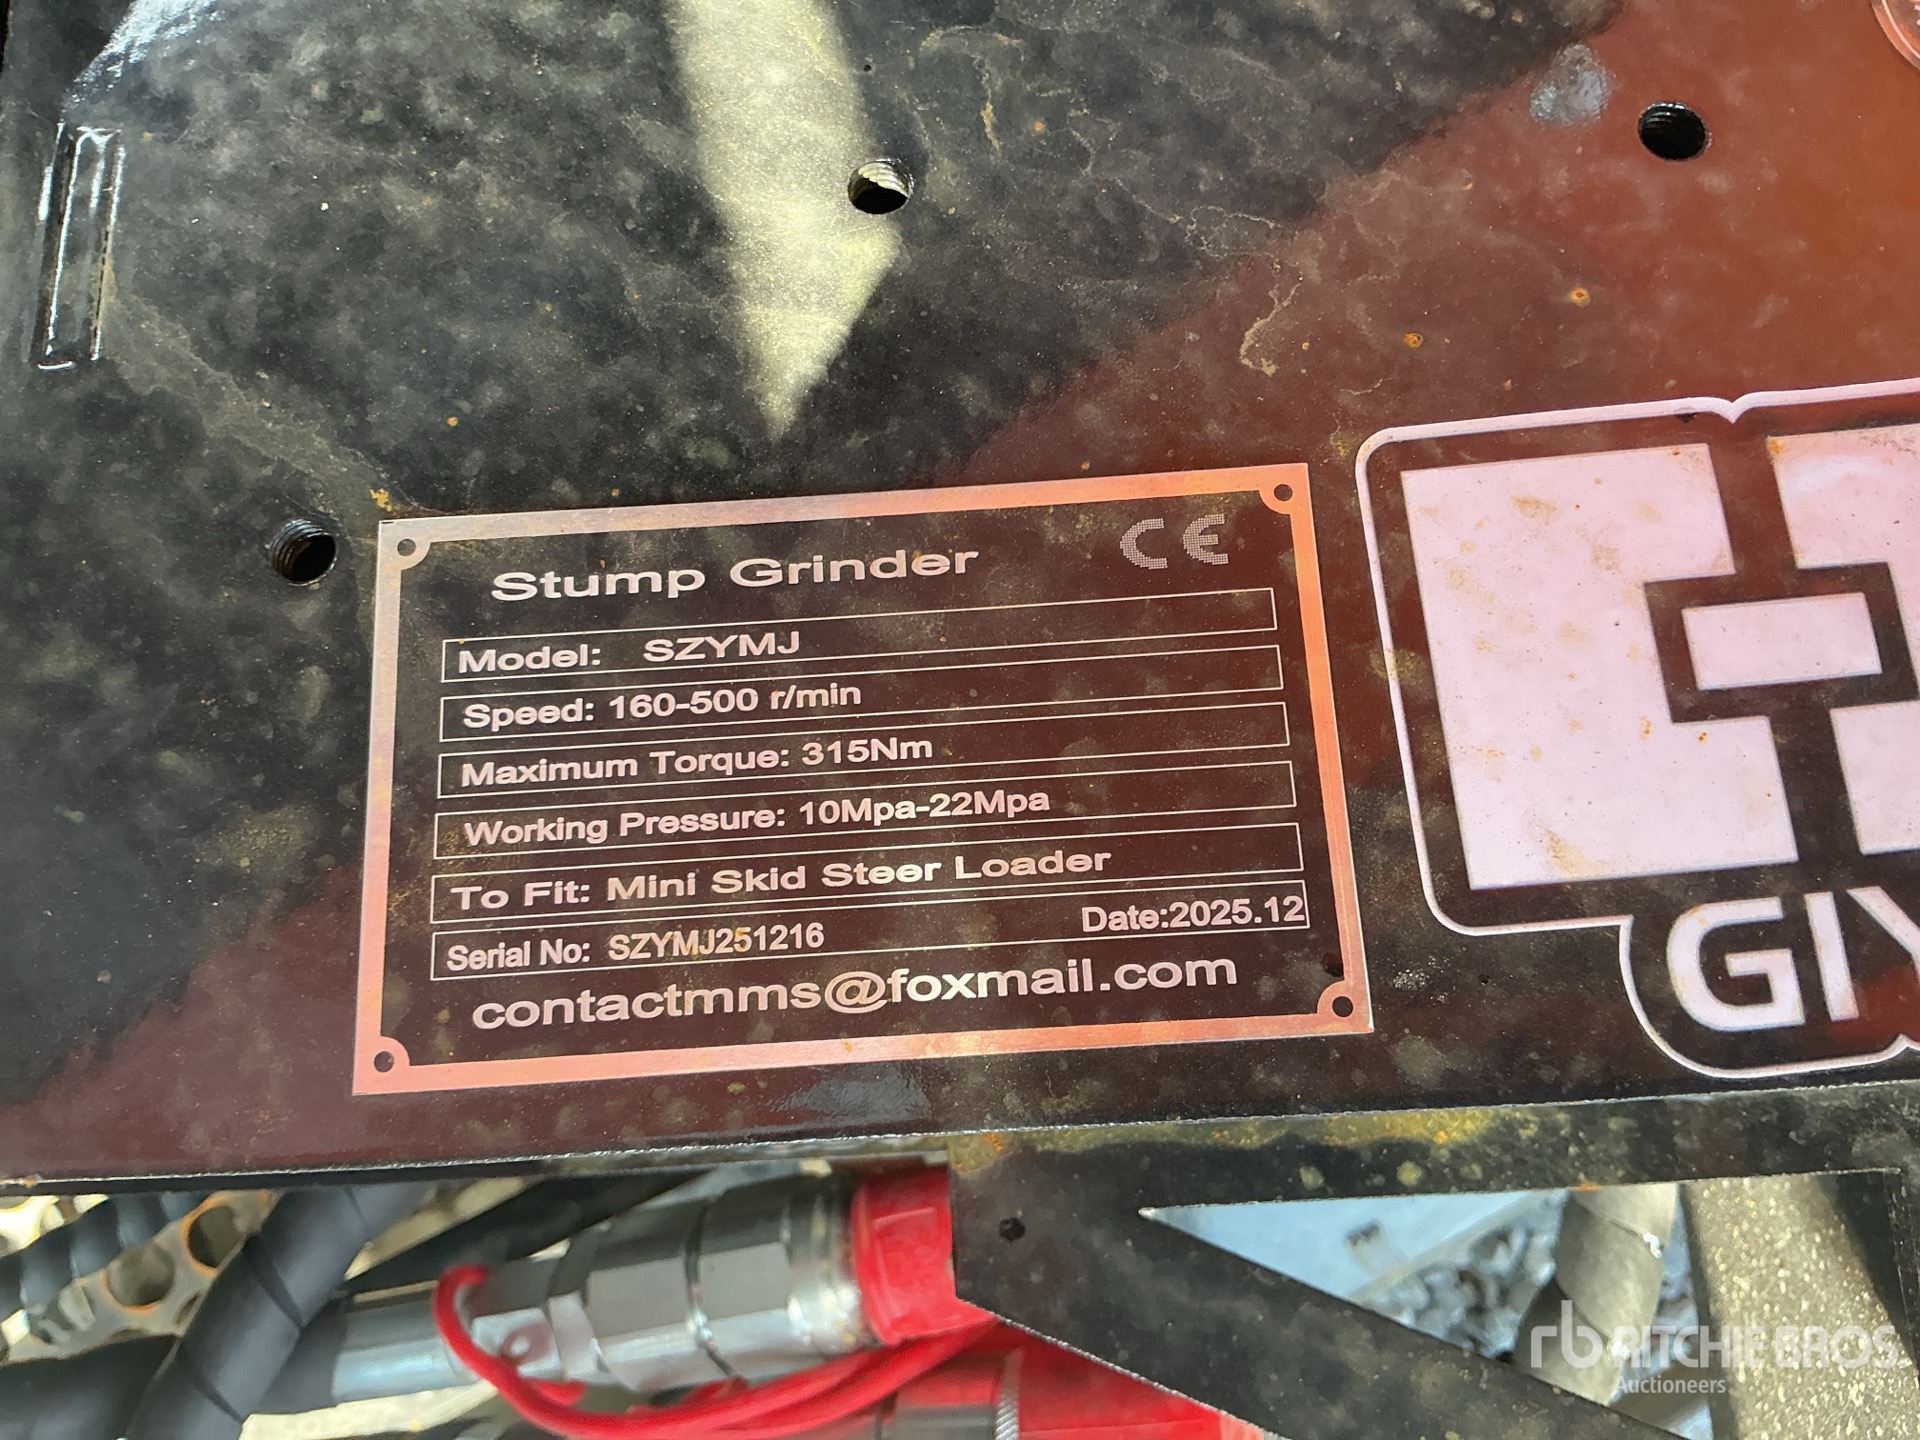 CE
Stump Grinder
Model: SZYMJ
Speed: 160-500 r/min
Maximum Torque: 315Nm
Working Pressure: 10Mpa-22Mpa
To Fit: Mini Skid Steer Loader
Serial No: SZYMJ251216 Date:2025.12
contactmms@foxmail.com
GIY
rb RITCHIE BROS.
Auctioneers